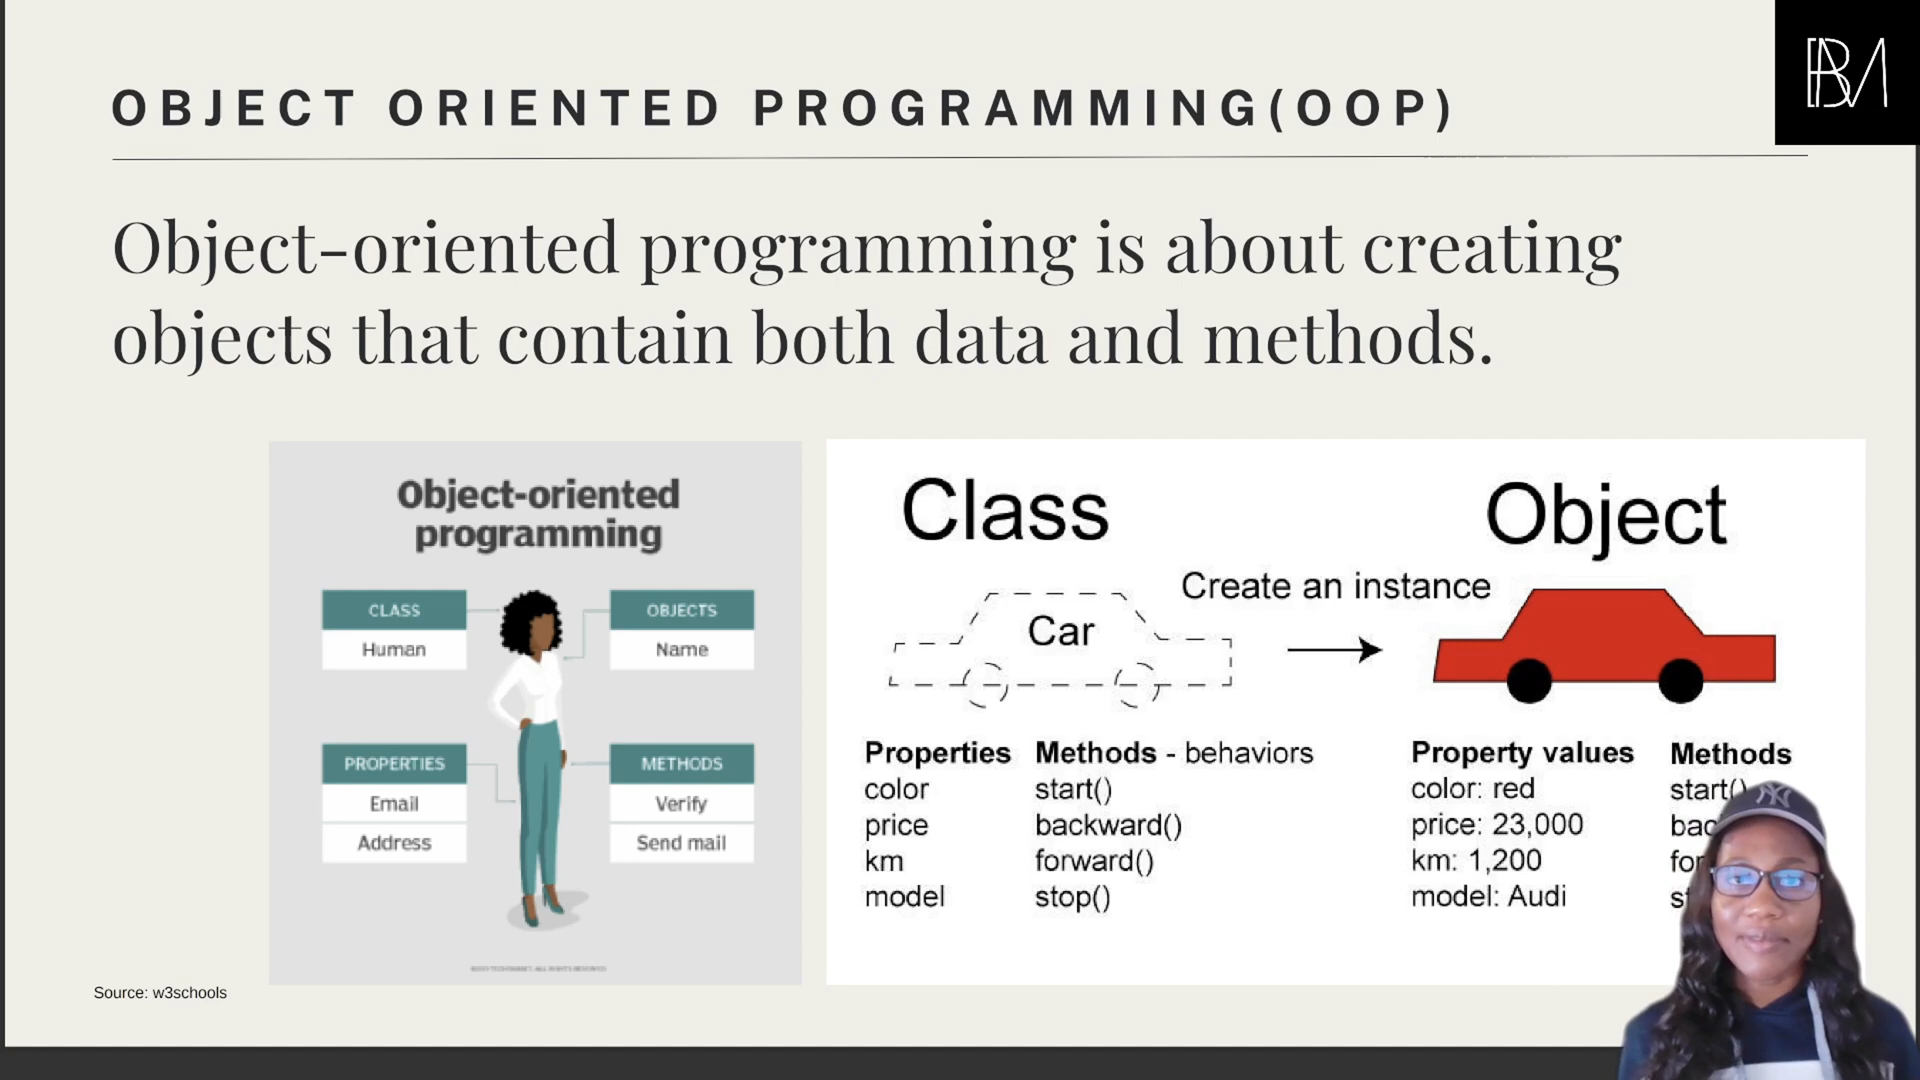 OBJECT ORIENTED PROGRAMMING(OOP)
Object-oriented programming is about creating
objects that contain both data and methods.
Object-oriented
programming
CLASS
Human
OBJECTS
Name
PROPERTIES
Email
Address
METHODS
Verify
Send mail
Class
Object
Create an instance
Car
Properties
color
price
km
model
Methods - behaviors
start()
backward()
forward()
stop()
Property values
color: red
price: 23,000
km: 1,200
model: Audi
Methods
start()
Source: w3schools